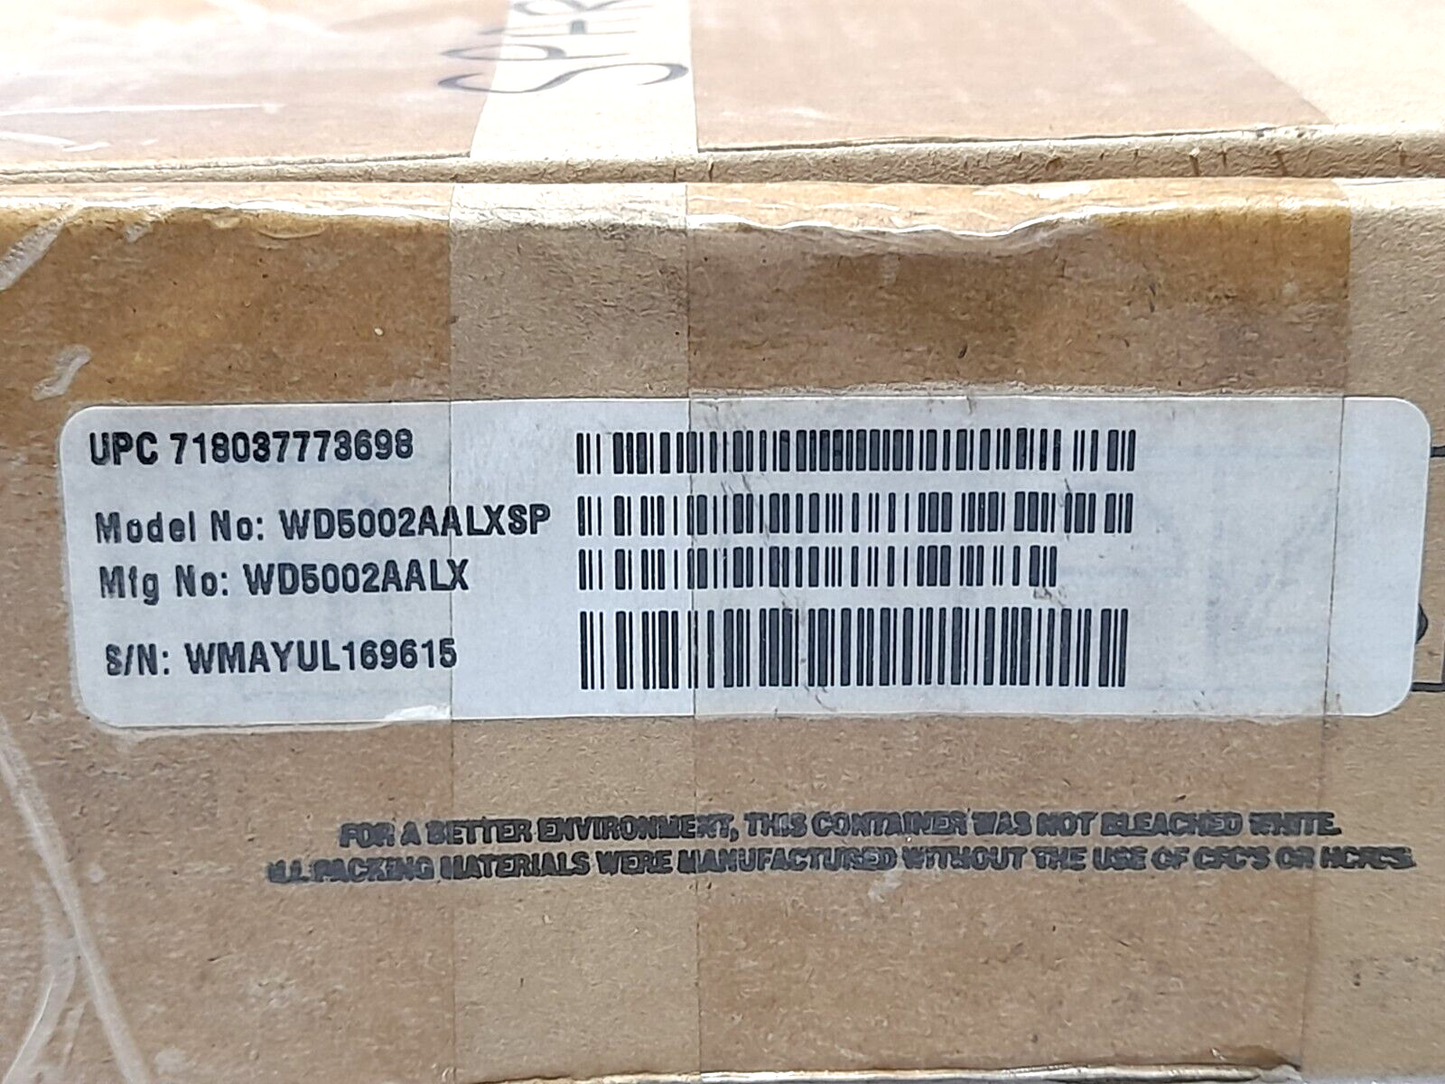 UPC 718037773698
Model No: WD5002AALXSP
Mfg No: WD5002AALX
S/N: WMAYUL169615
FOR A BETTER ENVIRONMENT, THIS CONTAINER WAS NOT BLEACHED WHITE.
ALL PACKING MATERIALS WERE MANUFACTURED WITHOUT THE USE OF CFC'S OR HCFC'S.